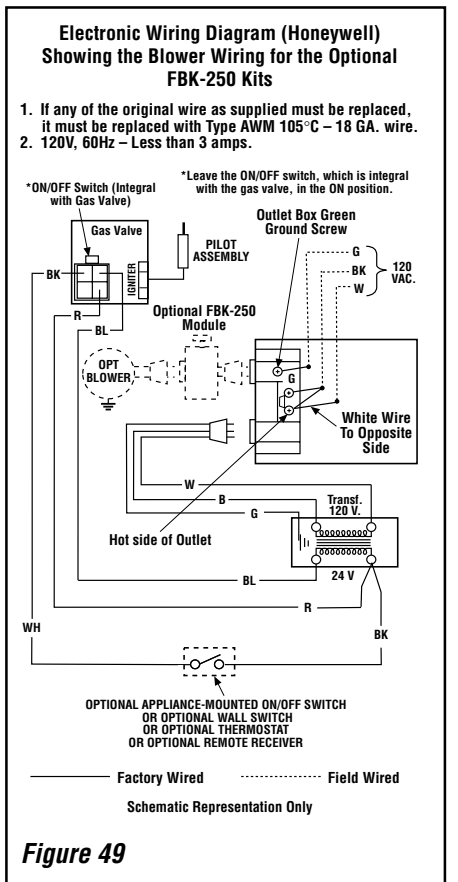 Electronic Wiring Diagram (Honeywell)
Showing the Blower Wiring for the Optional
FBK-250 Kits
1. If any of the original wire as supplied must be replaced,
it must be replaced with Type AWM 105°C – 18 GA. wire.
2. 120V, 60Hz – Less than 3 amps.
*Leave the ON/OFF switch, which is integral
with the gas valve, in the ON position.
*ON/OFF Switch (Integral
with Gas Valve)
Outlet Box Green
Ground Screw
Gas Valve
PILOT
ASSEMBLY
IGNITER
G
BK
W
120
VAC.
BK
R
BL
Optional FBK-250
Module
OPT
BLOWER
G
White Wire
To Opposite
Side
W
B
G
Transf.
120 V.
Hot side of Outlet
24 V
BL
R
WH
BK
OPTIONAL APPLIANCE-MOUNTED ON/OFF SWITCH
OR OPTIONAL WALL SWITCH
OR OPTIONAL THERMOSTAT
OR OPTIONAL REMOTE RECEIVER
Factory Wired
Field Wired
Schematic Representation Only
Figure 49